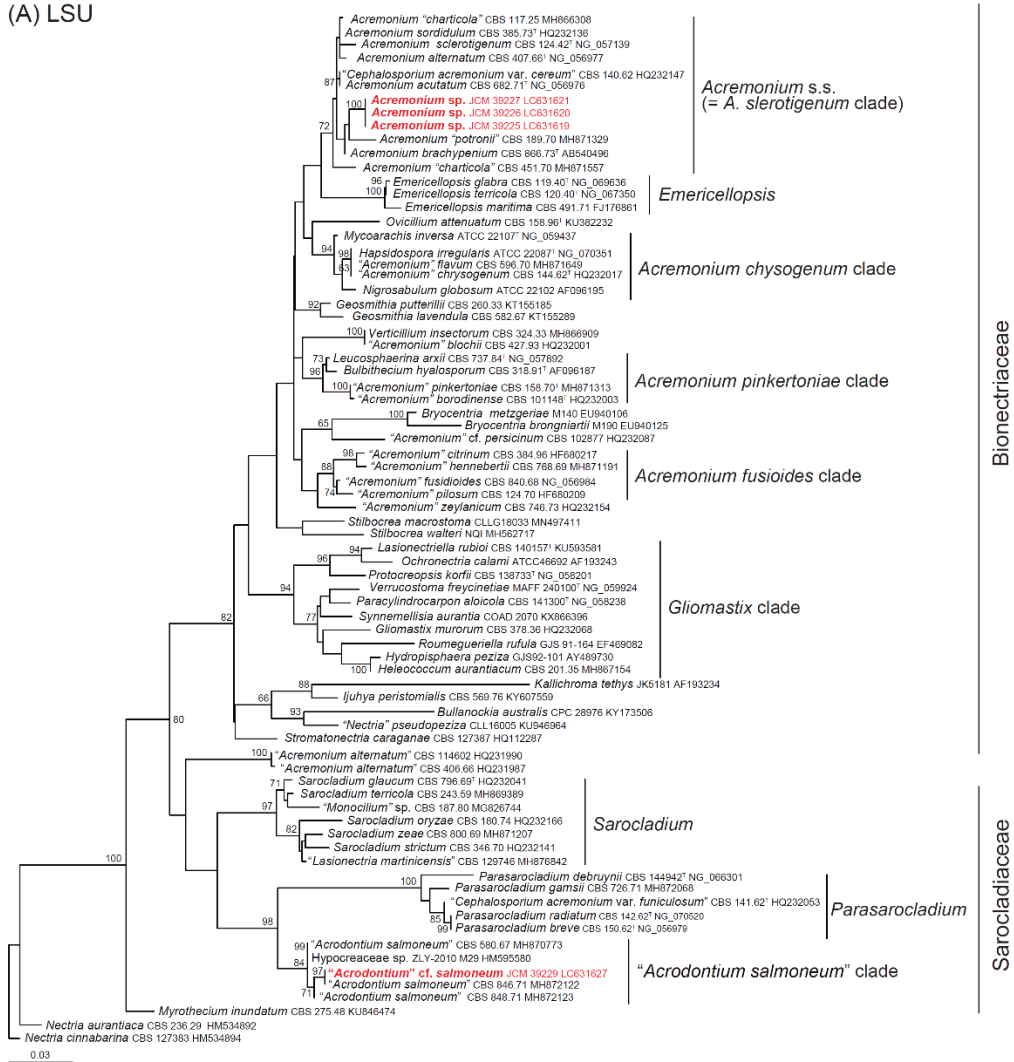 (A) LSU
Acremonium "charticola" CBS 117.25 MH866308
Acremonium sordidulum CBS 385.73ᵀ HQ232136
Acremonium sclerotigenum CBS 124.42ᵀ NG_057139
Acremonium alternatum CBS 407.66ᵀ NG_056977
"Cephalosporium acremonium var. cereum" CBS 140.62 HQ232147
87
Acremonium acutatum CBS 682.71ᵀ NG_056976
Acremonium sp. JCM 39227 LC631621
100
Acremonium sp. JCM 39226 LC631620
Acremonium sp. JCM 39225 LC631619
72
Acremonium "potronii" CBS 189.70 MH871329
Acremonium brachypenium CBS 866.73ᵀ AB540496
Acremonium "charticola" CBS 451.70 MH871557
Acremonium s.s.
(= A. slerotigenum clade)
96
Emericellopsis glabra CBS 119.40ᵀ NG_069636
100
Emericellopsis terricola CBS 120.40ᵀ NG_067350
Emericellopsis maritima CBS 491.71 FJ176861
Emericellopsis
Ovicillium attenuatum CBS 158.96ᵀ KU382232
Mycoarachis inversa ATCC 22107ᵀ NG_059437
94
98
Hapsidospora irregularis ATCC 22087ᵀ NG_070351
"Acremonium" flavum CBS 596.70 MH871649
63
"Acremonium" chrysogenum CBS 144.62ᵀ HQ232017
Nigrosabulum globosum ATCC 22102 AF096195
Acremonium chysogenum clade
92
Geosmithia putterillii CBS 260.33 KT155185
Geosmithia lavendula CBS 582.67 KT155289
100
Verticillium insectorum CBS 324.33 MH866909
"Acremonium" blochii CBS 427.93 HQ232001
73
Leucosphaerina arxii CBS 737.84ᵀ NG_057892
96
Bulbithecium hyalosporum CBS 318.91ᵀ AF096187
100
"Acremonium" pinkertoniae CBS 158.70ᵀ MH871313
"Acremonium" borodinense CBS 101148ᵀ HQ232003
Acremonium pinkertoniae clade
100
Bryocentria metzgeriae M140 EU940106
65
Bryocentria brongniartii M190 EU940125
"Acremonium" cf. persicinum CBS 102877 HQ232087
98
"Acremonium" citrinum CBS 384.96 HF680217
88
"Acremonium" hennebertii CBS 768.69 MH871191
"Acremonium" fusidioides CBS 840.68 NG_056984
74
"Acremonium" pilosum CBS 124.70 HF680209
"Acremonium" zeylanicum CBS 746.73 HQ232154
Acremonium fusioides clade
Stilbocrea macrostoma CLLG18033 MN497411
Stilbocrea walteri NQI MH562717
94
Lasionectriella rubioi CBS 140157ᵀ KU593581
96
Ochronectria calami ATCC46692 AF193243
Protocreopsis korfii CBS 138733ᵀ NG_058201
94
Verrucostoma freycinetiae MAFF 240100ᵀ NG_059924
Paracylindrocarpon aloicola CBS 141300ᵀ NG_058238
77
Synnemellisia aurantia COAD 2070 KX866396
Gliomastix murorum CBS 378.36 HQ232068
Roumegueriella rufula GJS 91-164 EF469082
Hydropisphaera peziza GJS92-101 AY489730
100
Heleococcum aurantiacum CBS 201.35 MH867154
Gliomastix clade
82
88
Kallichroma tethys JK5181 AF193234
66
Ijuhya peristomialis CBS 569.76 KY607559
93
Bullanockia australis CPC 28976 KY173506
"Nectria" pseudopeziza CLL16005 KU946964
Stromatonectria caraganae CBS 127387 HQ112287
Bionectriaceae
80
100
"Acremonium alternatum" CBS 114602 HQ231990
"Acremonium alternatum" CBS 406.66 HQ231987
71
Sarocladium glaucum CBS 796.69ᵀ HQ232041
Sarocladium terricola CBS 243.59 MH869389
97
"Monocilium" sp. CBS 187.80 MG826744
Sarocladium oryzae CBS 180.74 HQ232166
82
Sarocladium zeae CBS 800.69 MH871207
Sarocladium strictum CBS 346.70 HQ232141
"Lasionectria martinicensis" CBS 129746 MH876842
Sarocladium
100
Parasarocladium debruynii CBS 144942ᵀ NG_066301
Parasarocladium gamsii CBS 726.71 MH872068
"Cephalosporium acremonium var. funiculosum" CBS 141.62ᵀ HQ232053
85
Parasarocladium radiatum CBS 142.62ᵀ NG_070520
99
Parasarocladium breve CBS 150.62ᵀ NG_056979
Parasarocladium
98
99
"Acrodontium salmoneum" CBS 580.67 MH870773
84
Hypocreaceae sp. ZLY-2010 M29 HM595580
97
"Acrodontium" cf. salmoneum JCM 39229 LC631627
"Acrodontium salmoneum" CBS 846.71 MH872122
71
"Acrodontium salmoneum" CBS 848.71 MH872123
"Acrodontium salmoneum" clade
Sarocladiaceae
100
Myrothecium inundatum CBS 275.48 KU846474
Nectria aurantiaca CBS 236.29 HM534892
Nectria cinnabarina CBS 127383 HM534894
0.03